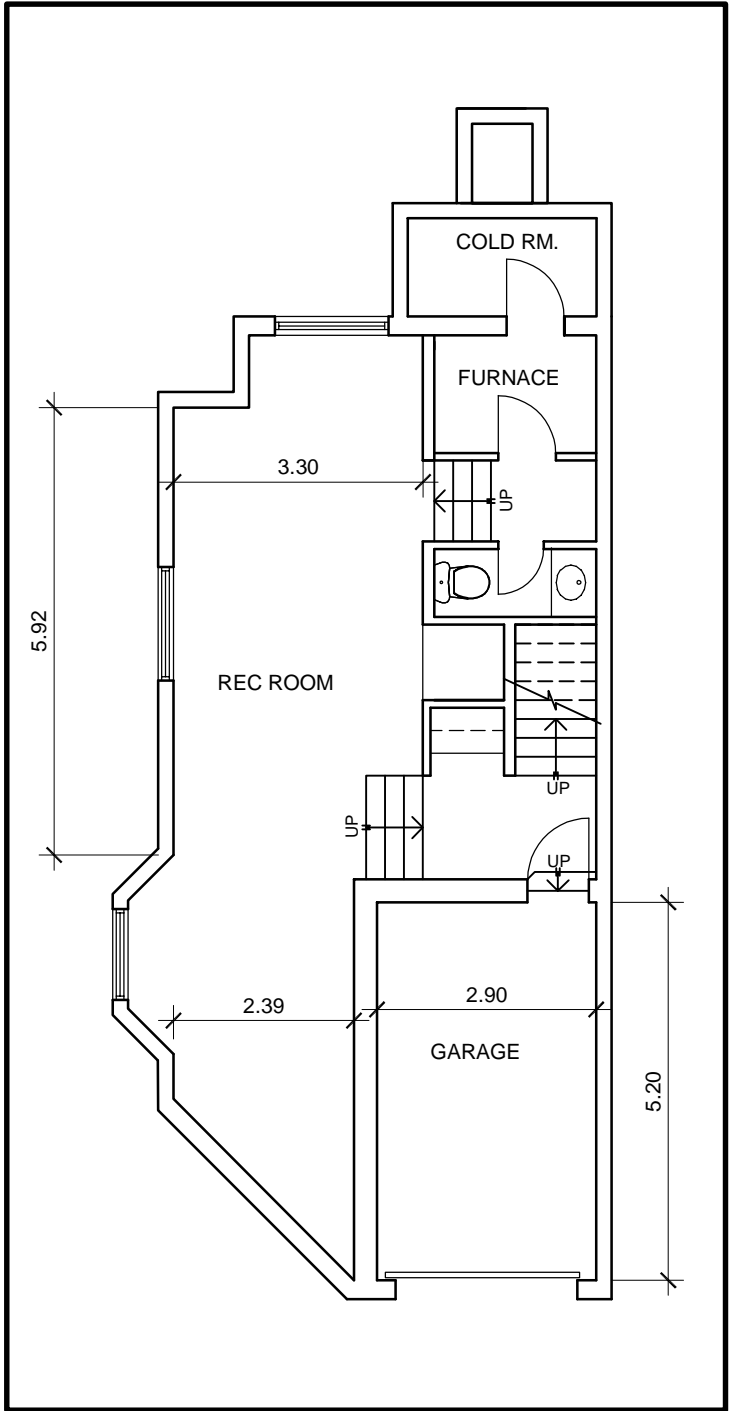 COLD RM.
FURNACE
3.30
UP
5.92
REC ROOM
UP
UP
UP
2.39
2.90
GARAGE
5.20